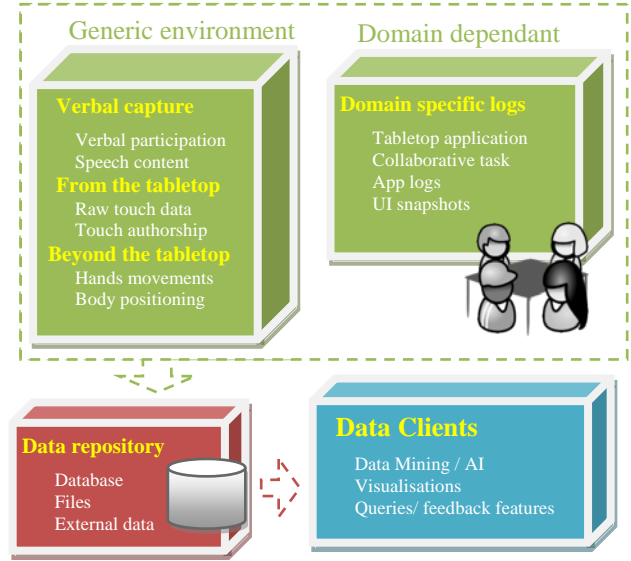 Generic environment
Verbal capture
Verbal participation
Speech content
From the tabletop
Raw touch data
Touch authorship
Beyond the tabletop
Hands movements
Body positioning
Domain dependant
Domain specific logs
Tabletop application
Collaborative task
App logs
UI snapshots
Data repository
Database
Files
External data
Data Clients
Data Mining / AI
Visualisations
Queries/ feedback features